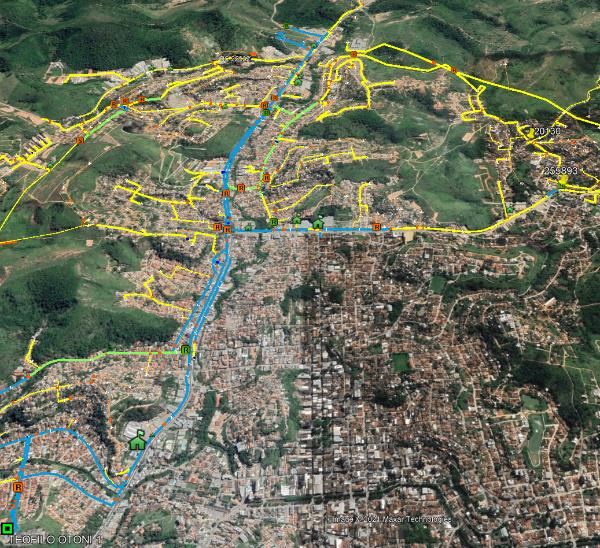 20130
255893
Image © 2021 Maxar Technologies
TEOFILO OTONI 1